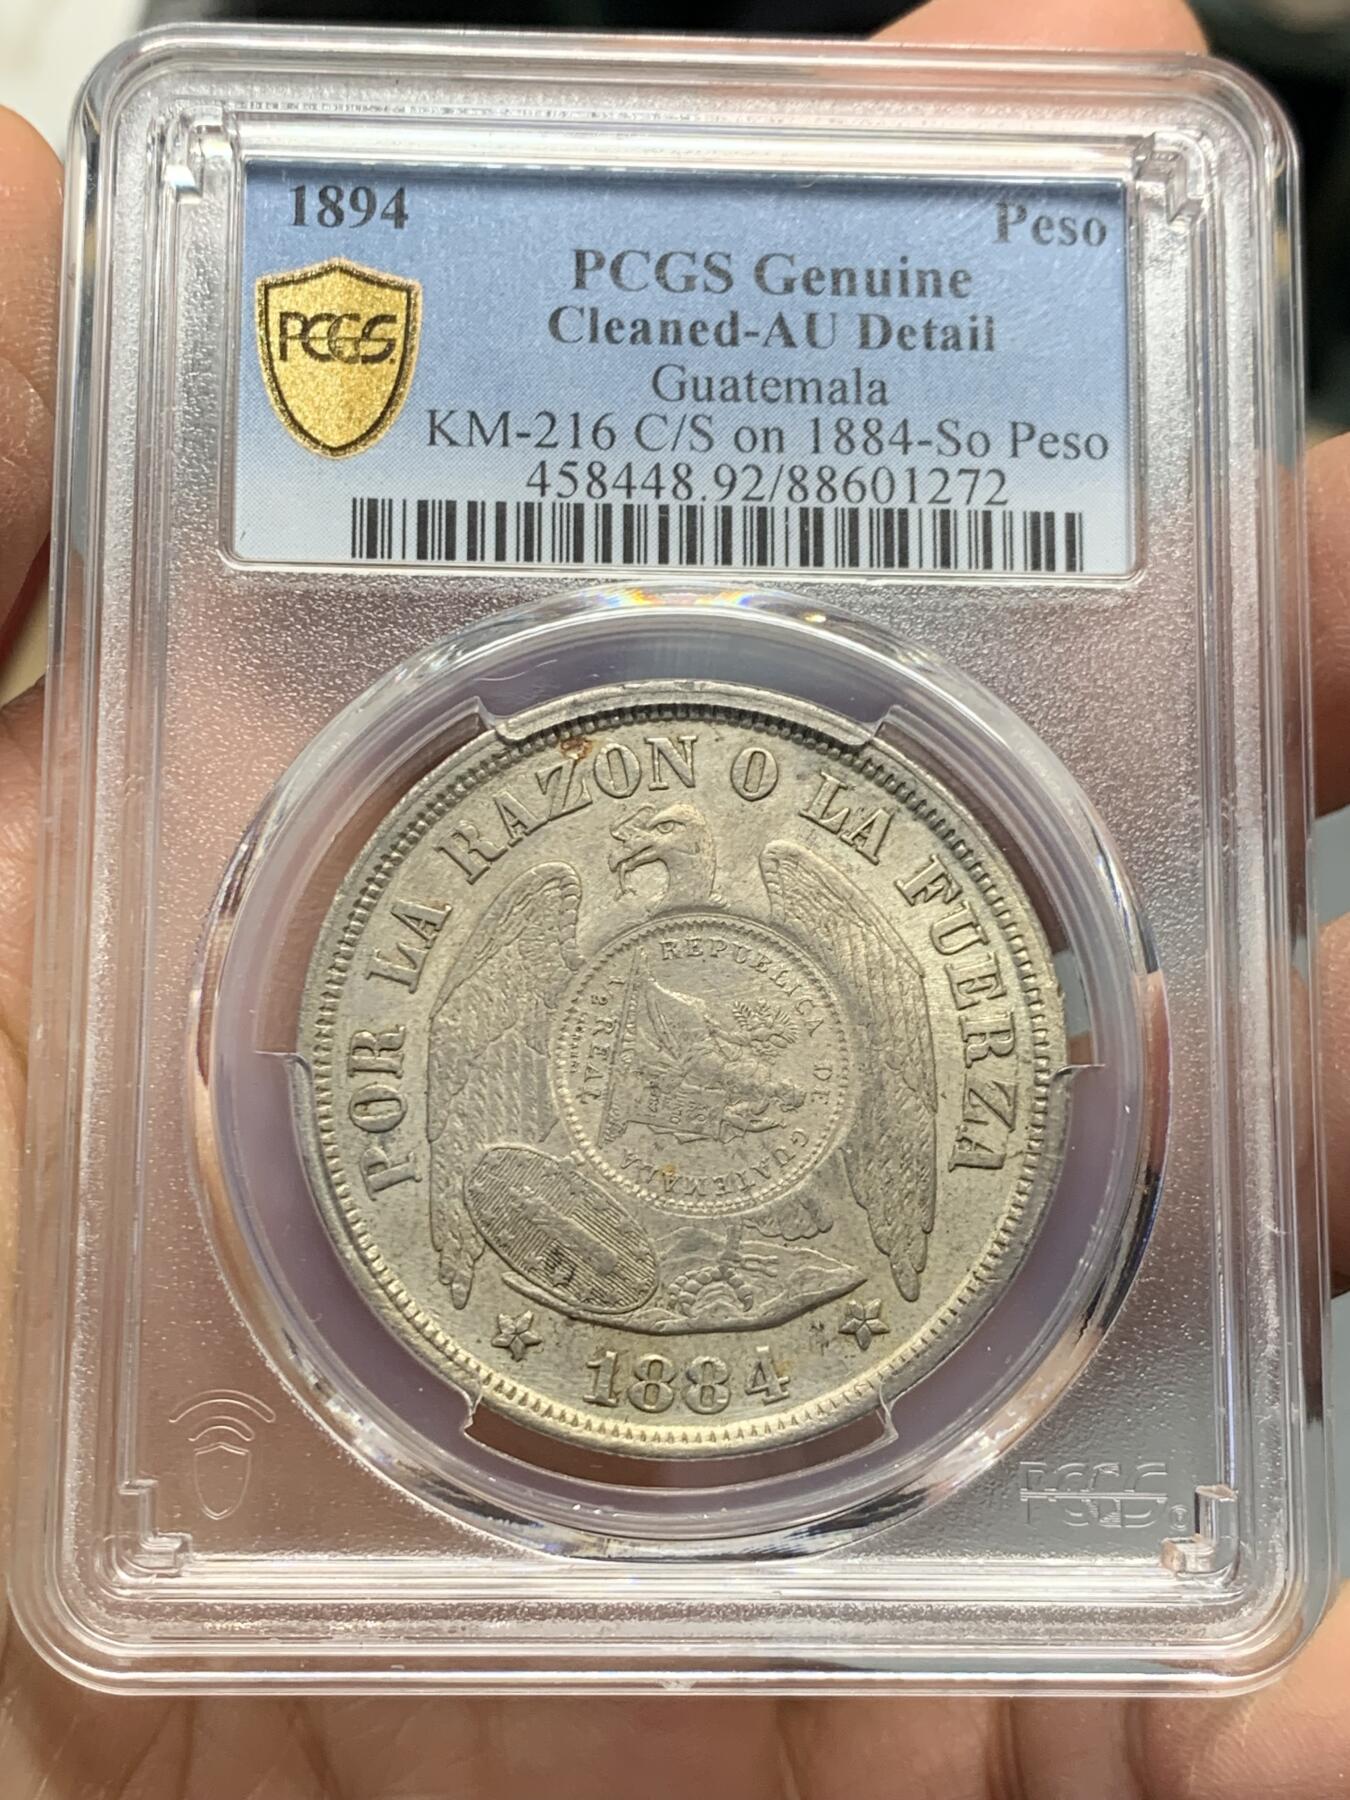 1894 Peso
PCGS Genuine
PCGS.
Cleaned-AU Detail
Guatemala
KM-216 C/S on 1884-So Peso
458448.92/88601272
POR LA RAZON O LA FUERZA
REPUBLICA DE GUATEMALA
1/2 REAL
1884
PCGS